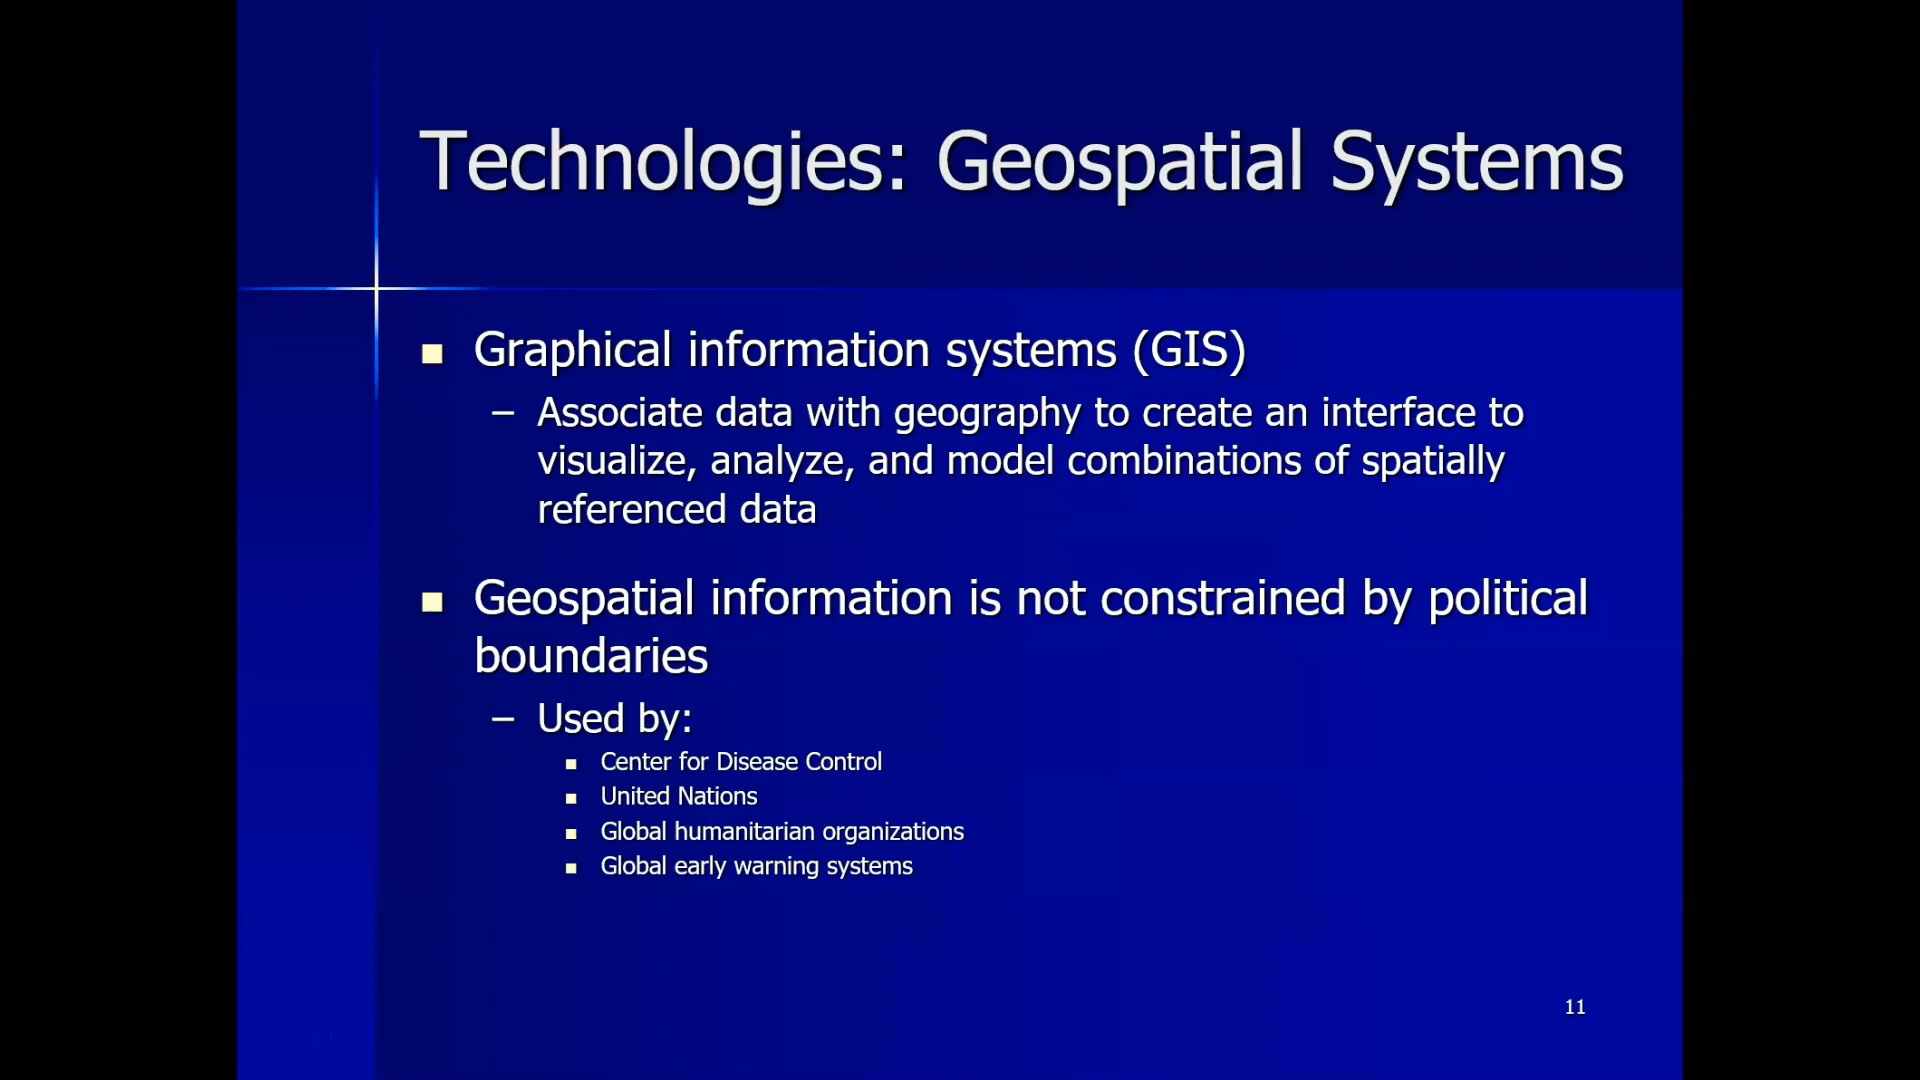 Technologies: Geospatial Systems
Graphical information systems (GIS)
– Associate data with geography to create an interface to
visualize, analyze, and model combinations of spatially
referenced data
Geospatial information is not constrained by political
boundaries
– Used by:
Center for Disease Control
United Nations
Global humanitarian organizations
Global early warning systems
11